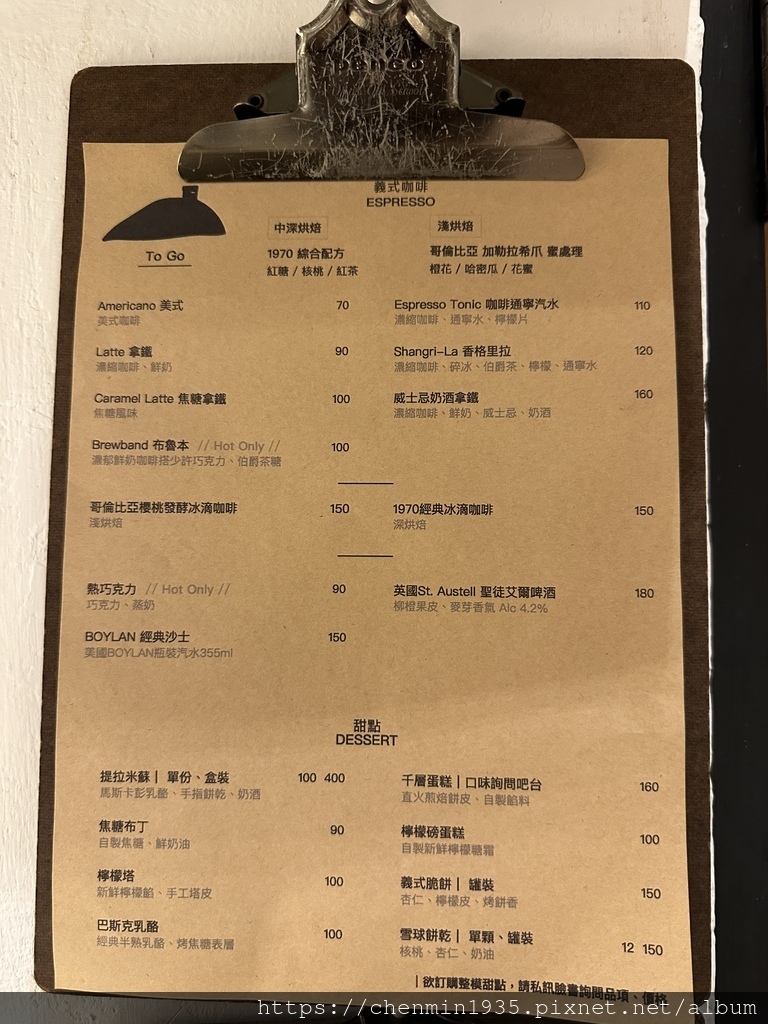 義式咖啡
ESPRESSO
To Go
中深烘焙
1970 綜合配方
紅糖 / 核桃 / 紅茶
淺烘焙
哥倫比亞 加勒拉希爪 蜜處理
橙花 / 哈密瓜 / 花蜜
Americano 美式 70
美式咖啡
Latte 拿鐵 90
濃縮咖啡、鮮奶
Caramel Latte 焦糖拿鐵 100
焦糖風味
Brewband 布魯本 // Hot Only // 100
濃郁鮮奶咖啡搭少許巧克力、伯爵茶糖
Espresso Tonic 咖啡通寧汽水 110
濃縮咖啡、通寧水、檸檬片
Shangri-La 香格里拉 120
濃縮咖啡、碎冰、伯爵茶、檸檬、通寧水
威士忌奶酒拿鐵 160
濃縮咖啡、鮮奶、威士忌、奶酒
哥倫比亞櫻桃發酵冰滴咖啡 150
淺烘焙
1970經典冰滴咖啡 150
深烘焙
熱巧克力 // Hot Only // 90
巧克力、蒸奶
BOYLAN 經典沙士 150
美國BOYLAN瓶裝汽水355ml
英國St. Austell 聖徒艾爾啤酒 180
柳橙果皮、麥芽香氣 Alc 4.2%
甜點
DESSERT
提拉米蘇 | 單份、盒裝 100 400
馬斯卡彭乳酪、手指餅乾、奶酒
焦糖布丁 90
自製焦糖、鮮奶油
檸檬塔 100
新鮮檸檬餡、手工塔皮
巴斯克乳酪 100
經典半熟乳酪、烤焦糖表層
千層蛋糕 | 口味詢問吧台 160
直火煎焙餅皮、自製餡料
檸檬磅蛋糕 100
自製新鮮檸檬糖霜
義式脆餅 | 罐裝 150
杏仁、檸檬皮、烤餅香
雪球餅乾 | 單顆、罐裝 12 150
核桃、杏仁、奶油
| 欲訂購整模甜點，請私訊臉書詢問品項、價格
https://chenmin1935.pixnet.net/album